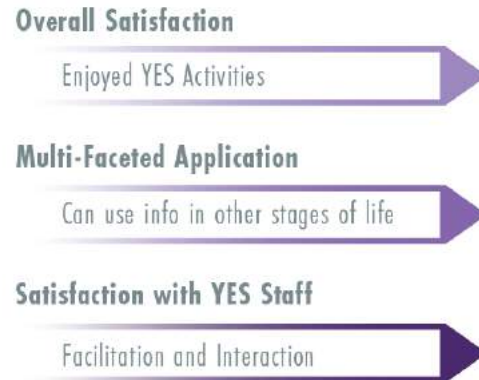 Overall Satisfaction
Enjoyed YES Activities
Multi-Faceted Application
Can use info in other stages of life
Satisfaction with YES Staff
Facilitation and Interaction